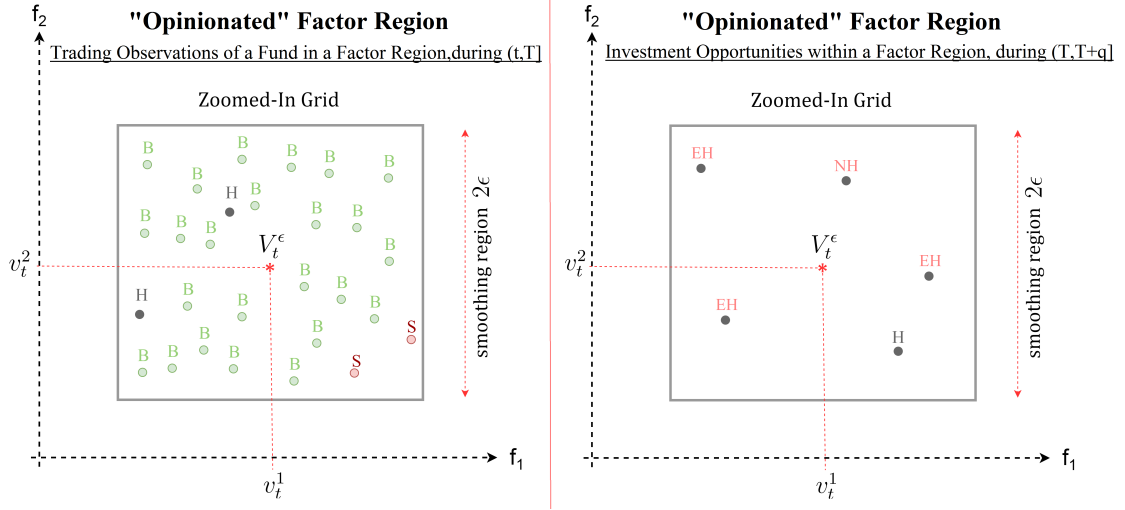 "Opinionated" Factor Region
Trading Observations of a Fund in a Factor Region,during (t,T]
Zoomed-In Grid
f₂
B
B
B
B
B
B
B
H
B
B
B
B
B
B
B
V_t^ϵ
v_t^2
B
H
B
B
B
B
B
B
B
B
B
B
B
S
S
smoothing region 2ϵ
f₁
v_t^1
"Opinionated" Factor Region
Investment Opportunities within a Factor Region, during (T,T+q]
Zoomed-In Grid
f₂
EH
NH
V_t^ϵ
v_t^2
EH
EH
H
smoothing region 2ϵ
f₁
v_t^1